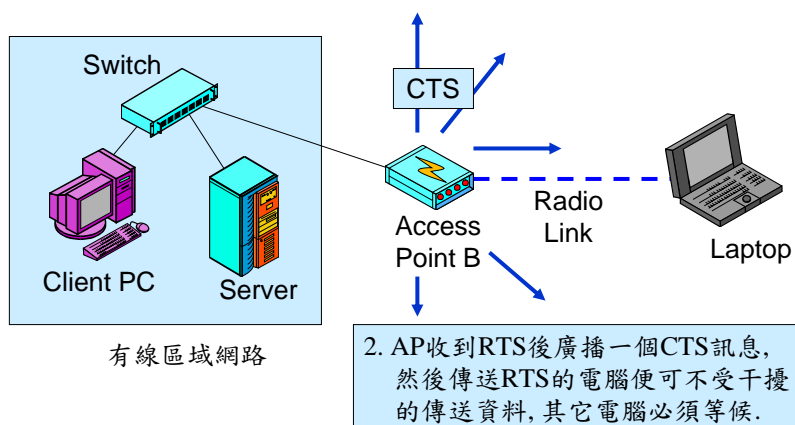 Switch
CTS
Client PC
Server
Access
Point B
Radio
Link
Laptop
有線區域網路
2. AP收到RTS後廣播一個CTS訊息,
然後傳送RTS的電腦便可不受干擾
的傳送資料, 其它電腦必須等候.